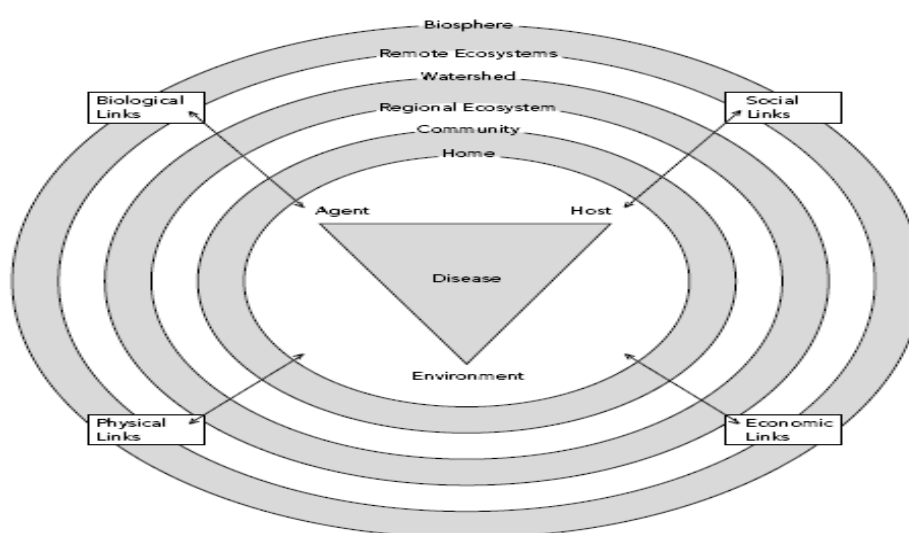 Biosphere
Remote Ecosystems
Watershed
Biological
Links
Social
Links
Regional Ecosystem
Community
Home
Agent
Host
Disease
Environment
Physical
Links
Economic
Links